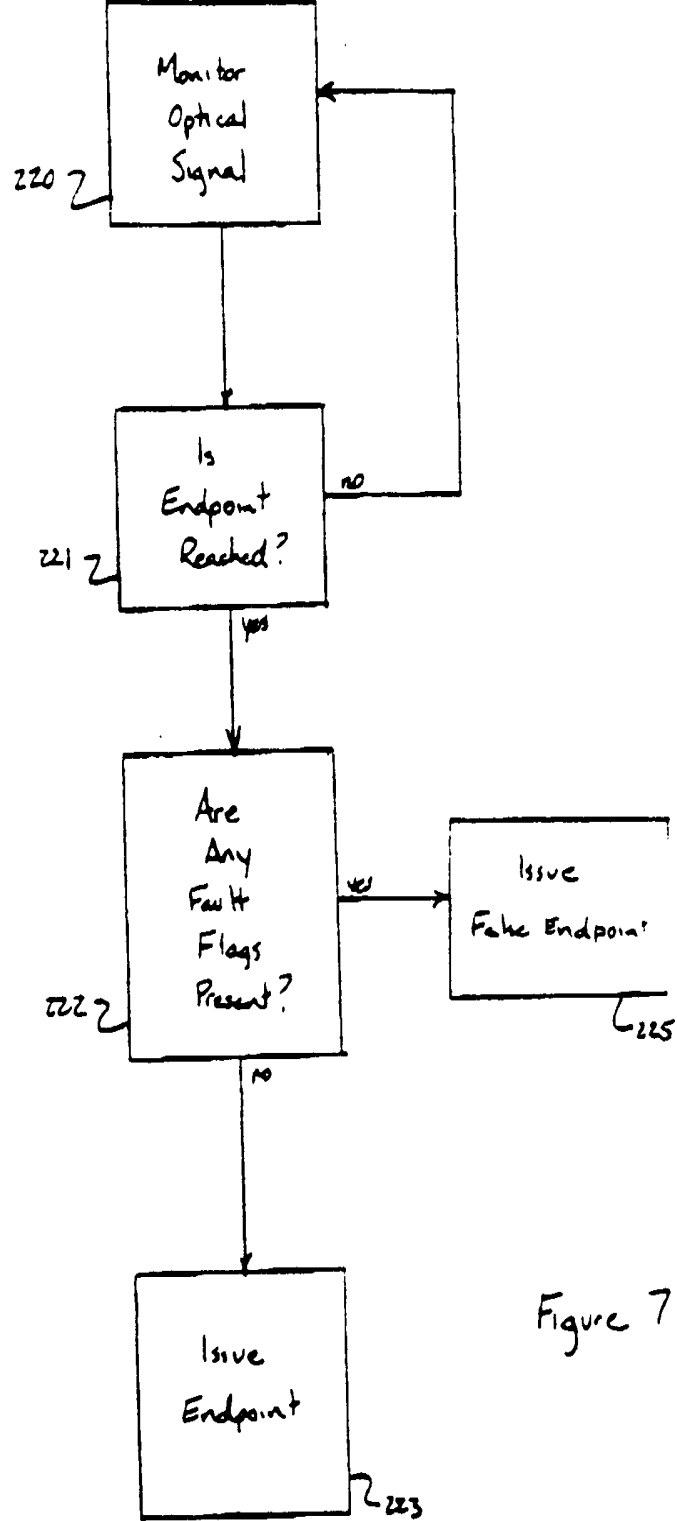 Monitor
Optical
Signal
220
Is
Endpoint
Reached?
no
221
yes
Are
Any
Fault
Flags
Present?
yes
222
no
Issue
Fake Endpoint
225
Issue
Endpoint
223
Figure 7